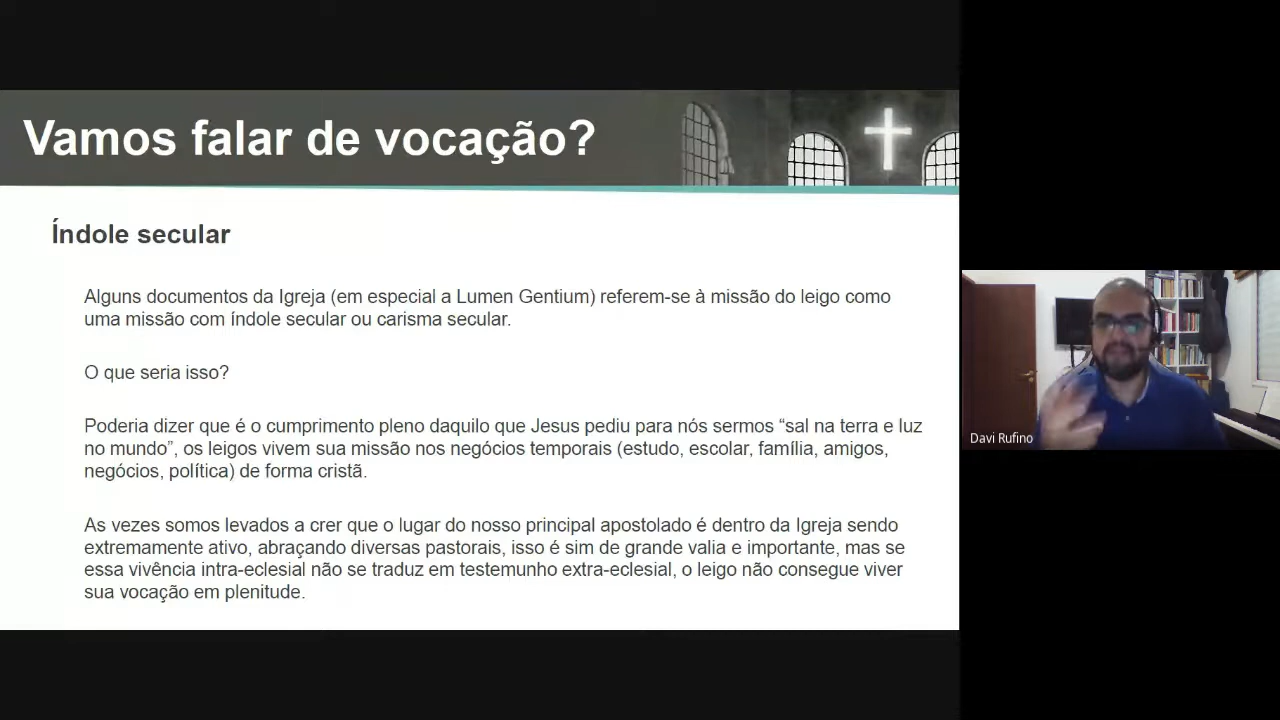 Vamos falar de vocação?
Índole secular
Alguns documentos da Igreja (em especial a Lumen Gentium) referem-se à missão do leigo como
uma missão com índole secular ou carisma secular.
O que seria isso?
Poderia dizer que é o cumprimento pleno daquilo que Jesus pediu para nós sermos “sal na terra e luz
no mundo”, os leigos vivem sua missão nos negócios temporais (estudo, escolar, família, amigos,
negócios, política) de forma cristã.
As vezes somos levados a crer que o lugar do nosso principal apostolado é dentro da Igreja sendo
extremamente ativo, abraçando diversas pastorais, isso é sim de grande valia e importante, mas se
essa vivência intra-eclesial não se traduz em testemunho extra-eclesial, o leigo não consegue viver
sua vocação em plenitude.
Davi Rufino